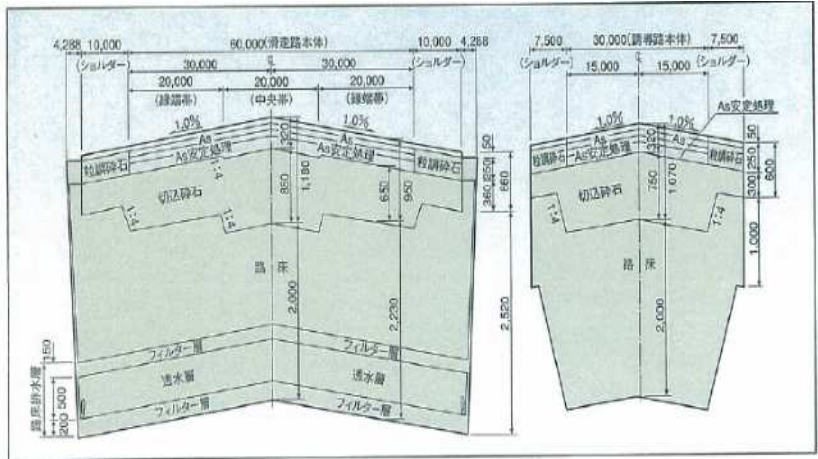 4,288 10,000 60,000(滑走路本体) 10,000 4,288
(ショルダー) 30,000 ℄ 30,000 (ショルダー)
20,000 20,000 20,000
(縁端帯) (中央帯) (縁端帯)
1.0% 320 1.0%
As As
粒調砕石 As安定処理 As安定処理 粒調砕石
50
250
360
660
1:4 850 1,180 650 960
切込砕石
1:4 1:4 1:4
路 床
2,000
2,230
2,520
フィルター層 フィルター層
透水層 透水層
フィルター層 フィルター層
路床排水層
150
500
200
7,500 30,000(誘導路本体) 7,500
(ショルダー) 15,000 ℄ 15,000 (ショルダー)
As安定処理
1.0% 320 1.0%
As As
粒調砕石 As安定処理 粒調砕石
50
250
300
600
切込砕石 750 1,070
1:4 1:4
1,000
路 床
2,000